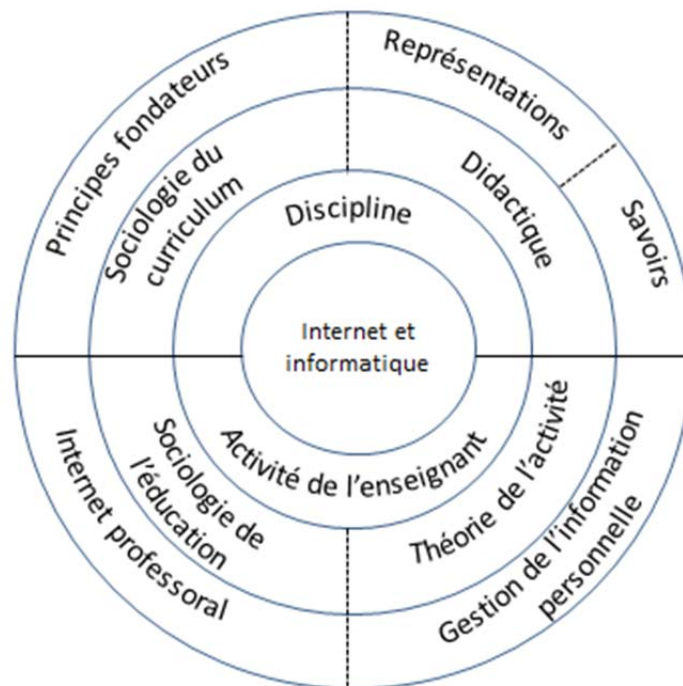 Principes fondateurs
Représentations
Savoirs
Sociologie du
curriculum
Didactique
Discipline
Internet et
informatique
Activité de l'enseignant
Sociologie de
l'éducation
Théorie de l'activité
Internet professoral
Gestion de l'information
personnelle